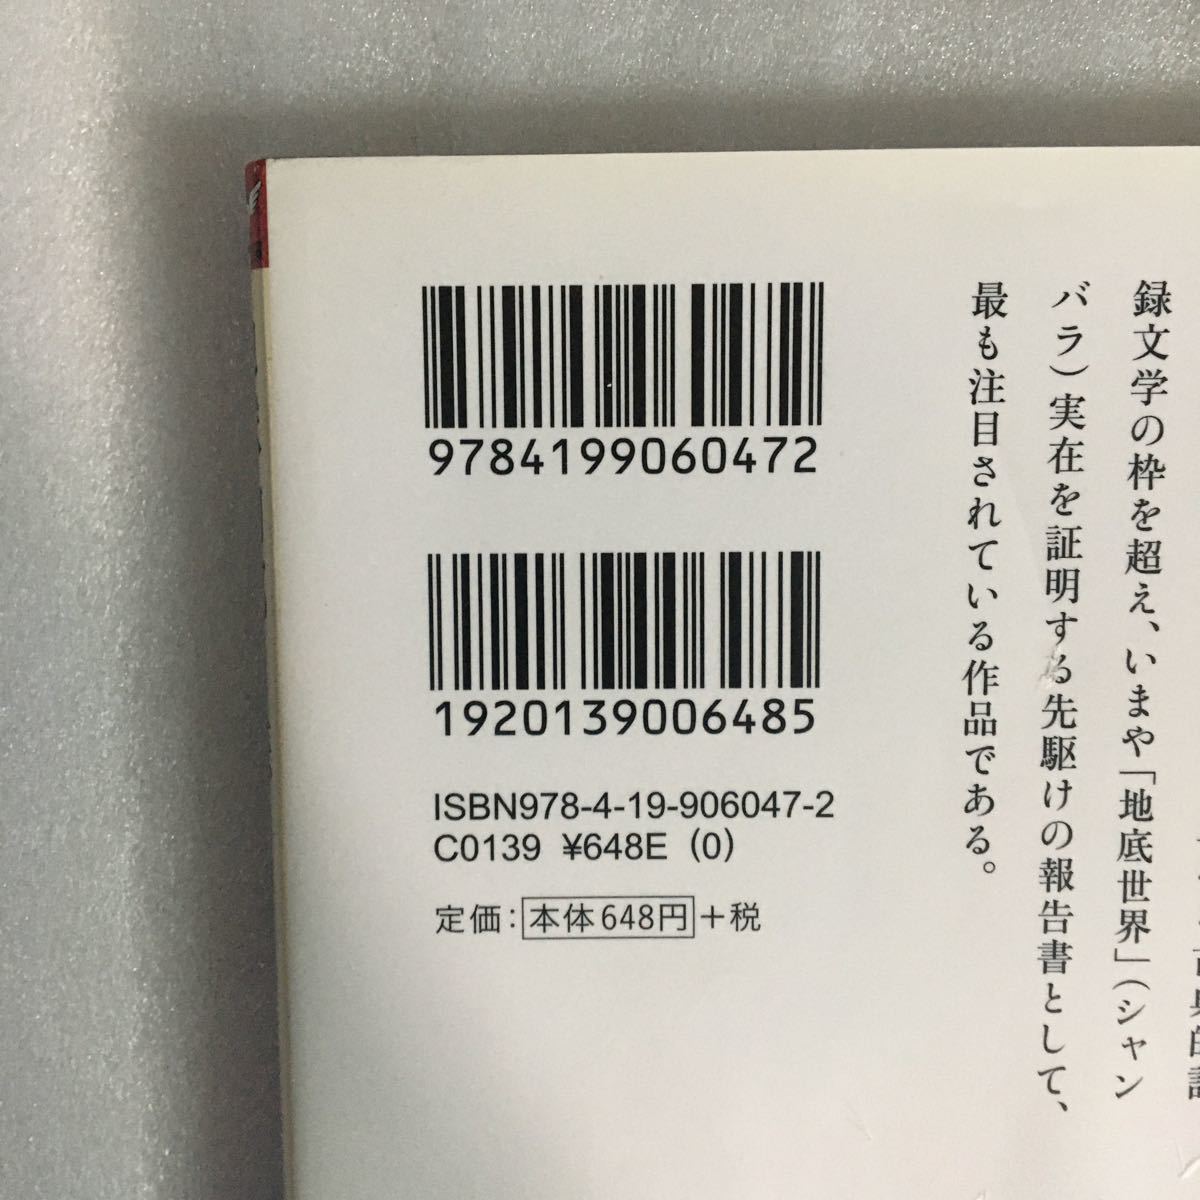 録文学の枠を超え、いまや「地底世界」(シャン
バラ)実在を証明する先駆けの報告書として、
最も注目されている作品である。
9784199060472
1920139006485
ISBN978-4-19-906047-2
C0139 ¥648E (0)
定価：本体648円+税